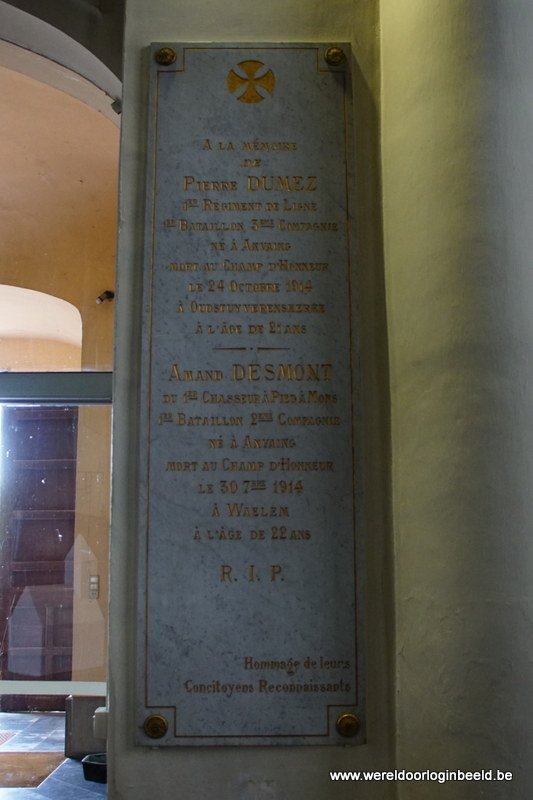 A LA MÉMOIRE
DE
PIERRE DUMEZ
1ER RÉGIMENT DE LIGNE
1ER BATAILLON 3ME COMPAGNIE
NÉ À ANVAING
MORT AU CHAMP D'HONNEUR
LE 24 OCTOBRE 1914
À OUDSTUYVENSKERKE
À L'ÂGE DE 21 ANS
AMAND DESMONT
DU 1ER CHASSEUR À PIED À MONS
1ER BATAILLON 2ME COMPAGNIE
NÉ À ANVAING
MORT AU CHAMP D'HONNEUR
LE 30 7BRE 1914
À WAELEM
À L'ÂGE DE 22 ANS
R. I. P.
Hommage de leurs
Concitoyens Reconnaissants
www.wereldoorloginbeeld.be